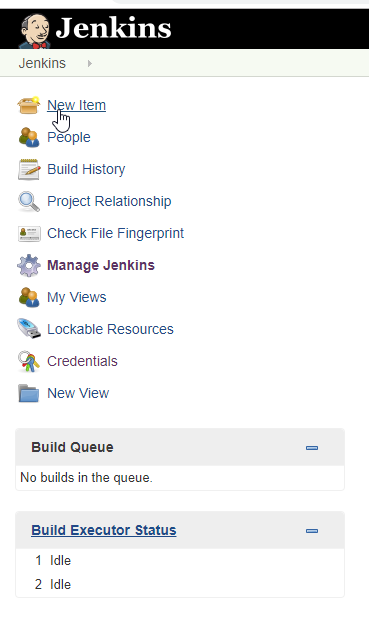 Jenkins
Jenkins
New Item
People
Build History
Project Relationship
Check File Fingerprint
Manage Jenkins
My Views
Lockable Resources
Credentials
New View
Build Queue
No builds in the queue.
Build Executor Status
1 Idle
2 Idle